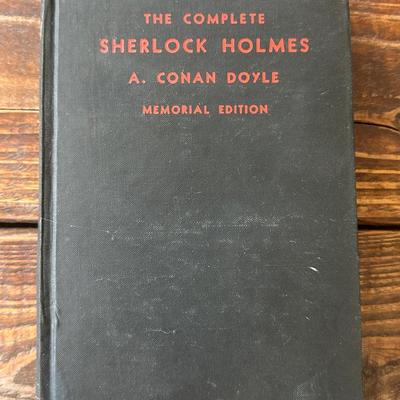 THE COMPLETE
SHERLOCK HOLMES
A. CONAN DOYLE
MEMORIAL EDITION